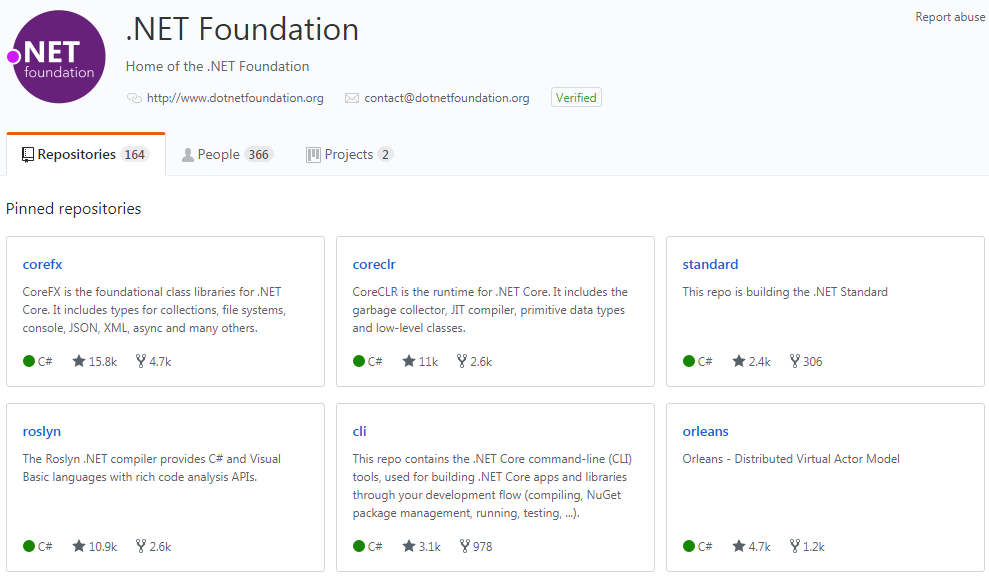 .NET Foundation
Report abuse
Home of the .NET Foundation
http://www.dotnetfoundation.org contact@dotnetfoundation.org Verified
.NET
foundation
Repositories 164 People 366 Projects 2
Pinned repositories
corefx
CoreFX is the foundational class libraries for .NET
Core. It includes types for collections, file systems,
console, JSON, XML, async and many others.
C# 15.8k 4.7k
coreclr
CoreCLR is the runtime for .NET Core. It includes the
garbage collector, JIT compiler, primitive data types
and low-level classes.
C# 11k 2.6k
standard
This repo is building the .NET Standard
C# 2.4k 306
roslyn
The Roslyn .NET compiler provides C# and Visual
Basic languages with rich code analysis APIs.
C# 10.9k 2.6k
cli
This repo contains the .NET Core command-line (CLI)
tools, used for building .NET Core apps and libraries
through your development flow (compiling, NuGet
package management, running, testing, ...).
C# 3.1k 978
orleans
Orleans - Distributed Virtual Actor Model
C# 4.7k 1.2k